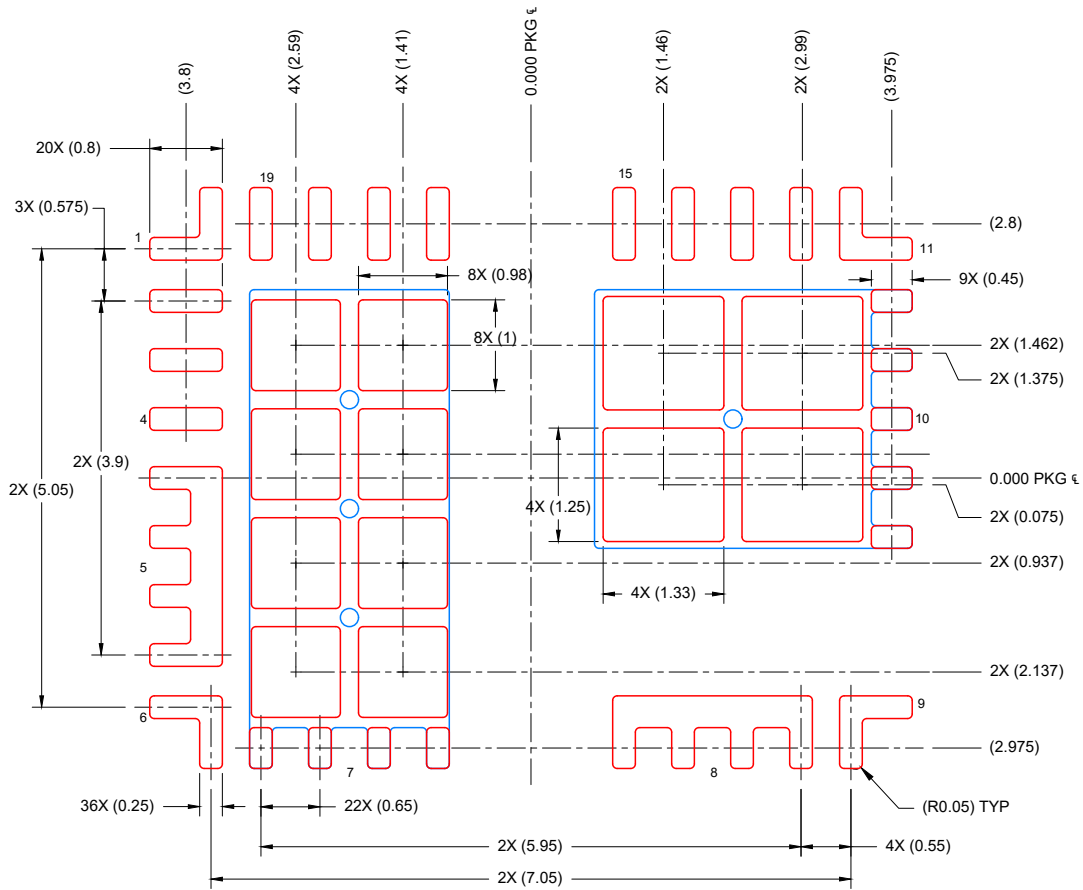 (3.8)
4X (2.59)
4X (1.41)
0.000 PKG ℄
2X (1.46)
2X (2.99)
(3.975)
20X (0.8)
19
15
3X (0.575)
1
11
(2.8)
8X (0.98)
9X (0.45)
8X (1)
2X (1.462)
2X (1.375)
4
10
2X (3.9)
2X (5.05)
0.000 PKG ℄
4X (1.25)
2X (0.075)
5
2X (0.937)
4X (1.33)
2X (2.137)
6
9
(2.975)
7
8
36X (0.25)
22X (0.65)
(R0.05) TYP
2X (5.95)
4X (0.55)
2X (7.05)